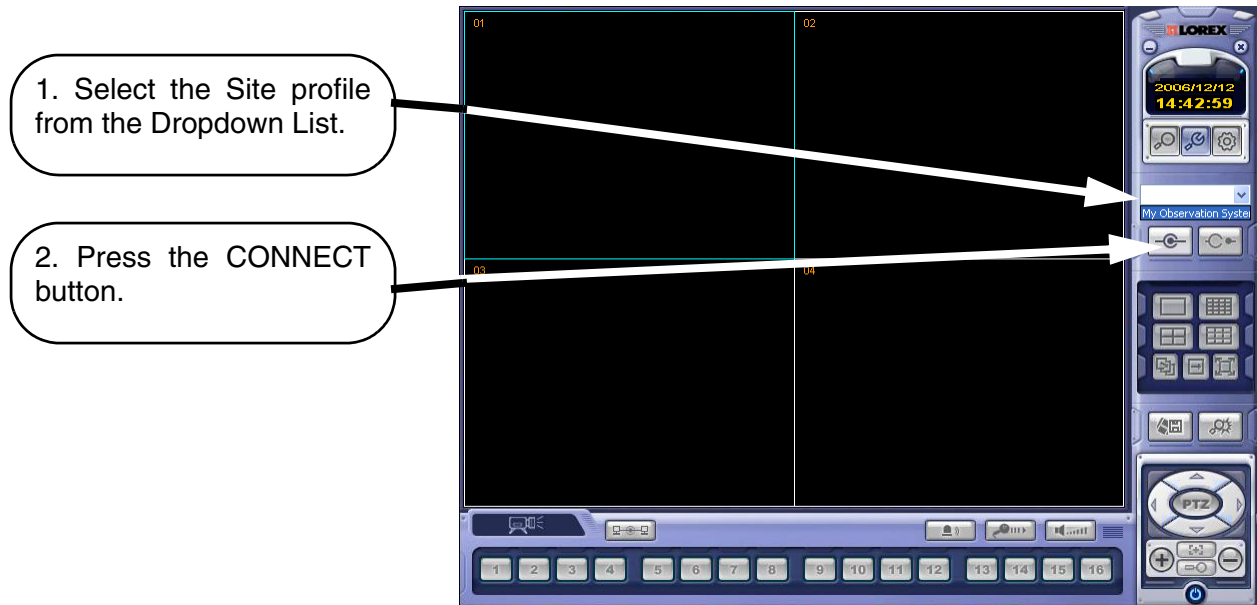 1. Select the Site profile
from the Dropdown List.
2. Press the CONNECT
button.
01
02
03
04
LOREX
2006/12/12
14:42:59
My Observation System
PTZ
1 2 3 4 5 6 7 8 9 10 11 12 13 14 15 16